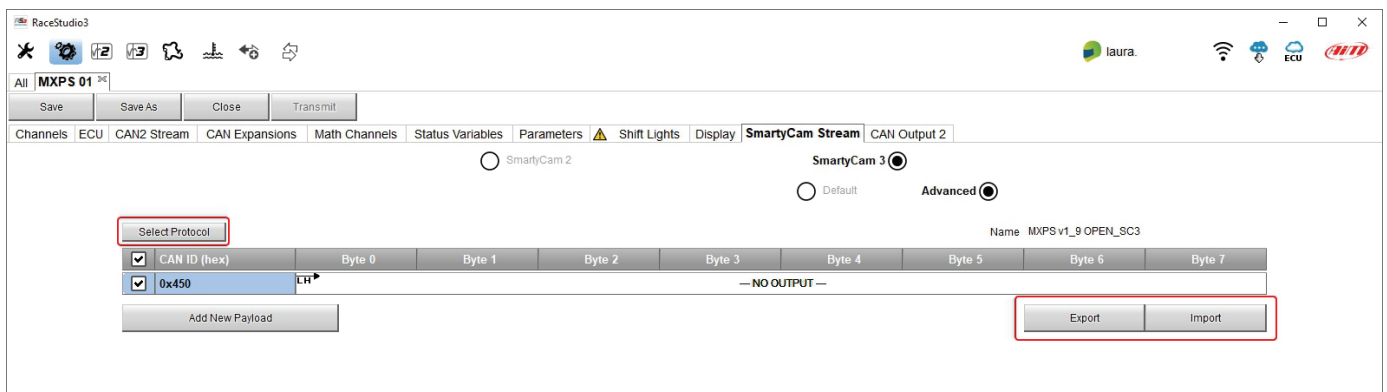 RaceStudio3
laura.
ECU
AiM
All MXPS 01
Save Save As Close Transmit
Channels ECU CAN2 Stream CAN Expansions Math Channels Status Variables Parameters Shift Lights Display SmartyCam Stream CAN Output 2
SmartyCam 2 SmartyCam 3
Default Advanced
Select Protocol Name MXPS v1_9 OPEN_SC3
CAN ID (hex) Byte 0 Byte 1 Byte 2 Byte 3 Byte 4 Byte 5 Byte 6 Byte 7
0x450 LH — NO OUTPUT —
Add New Payload Export Import